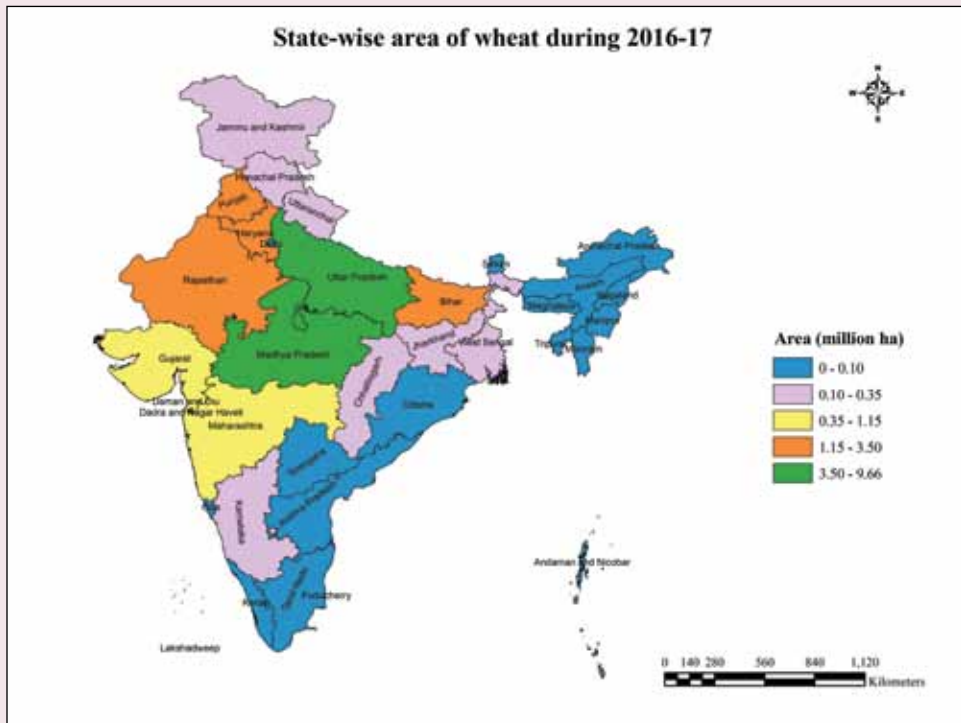 State-wise area of wheat during 2016-17
N
W E
S
Jammu and Kashmir
Himachal Pradesh
Punjab
Uttaranchal
Haryana
Delhi
Arunachal Pradesh
Sikkim
Rajasthan
Uttar Pradesh
Assam
Nagaland
Bihar
Manipur
Jharkhand
West Bengal
Tripura
Mizoram
Gujarat
Madhya Pradesh
Chhattisgarh
Daman and Diu
Dadra and Nagar Haveli
Maharashtra
Odisha
Telangana
Andhra Pradesh
Karnataka
Goa
Andaman and Nicobar
Kerala
Tamil Nadu
Puducherry
Lakshadweep
Area (million ha)
0 - 0.10
0.10 - 0.35
0.35 - 1.15
1.15 - 3.50
3.50 - 9.66
0 140 280 560 840 1,120
Kilometers